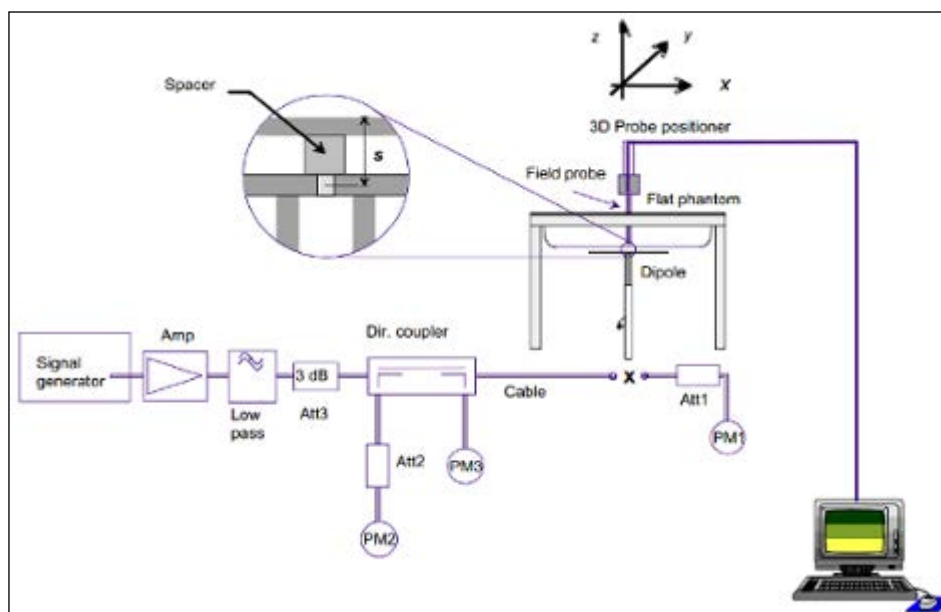 z
y
x
Spacer
s
3D Probe positioner
Field probe
Flat phantom
Dipole
Signal
generator
Amp
Low
pass
3 dB
Att3
Dir. coupler
Att2
PM2
PM3
Cable
X
Att1
PM1